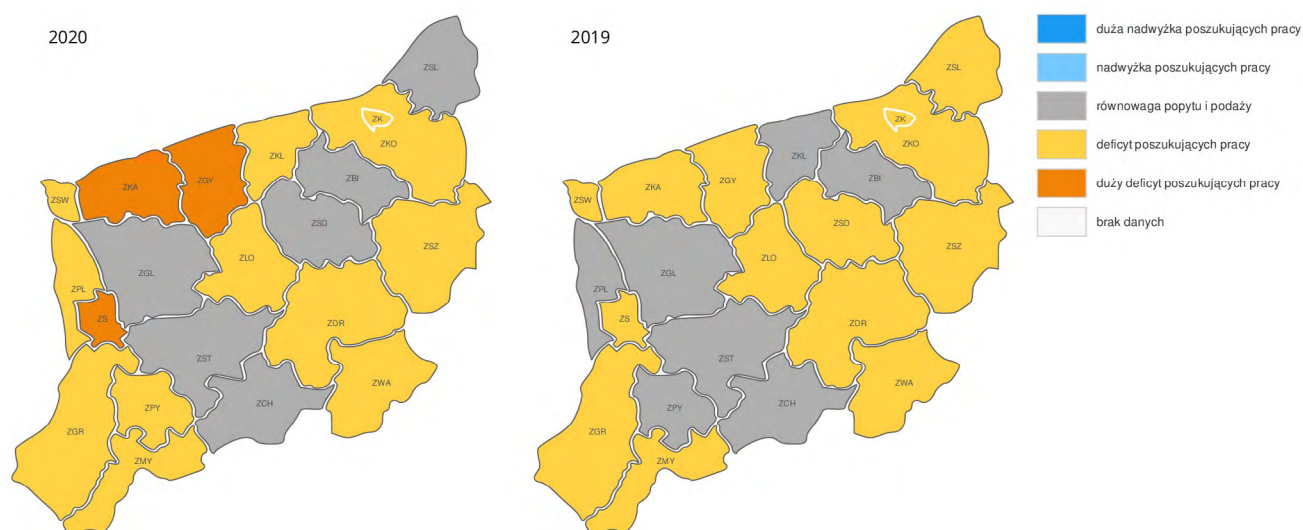 2020
ZSL
ZK
ZKO
ZKL
ZBI
ZGY
ZKA
ZSW
ZSD
ZSZ
ZLO
ZGL
ZPL
ZS
ZDR
ZST
ZWA
ZCH
ZPY
ZGR
ZMY
2019
ZSL
ZK
ZKO
ZKL
ZBI
ZGY
ZKA
ZSW
ZSD
ZSZ
ZLO
ZGL
ZPL
ZS
ZDR
ZST
ZWA
ZCH
ZPY
ZGR
ZMY
duża nadwyżka poszukujących pracy
nadwyżka poszukujących pracy
równowaga popytu i podaży
deficyt poszukujących pracy
duży deficyt poszukujących pracy
brak danych